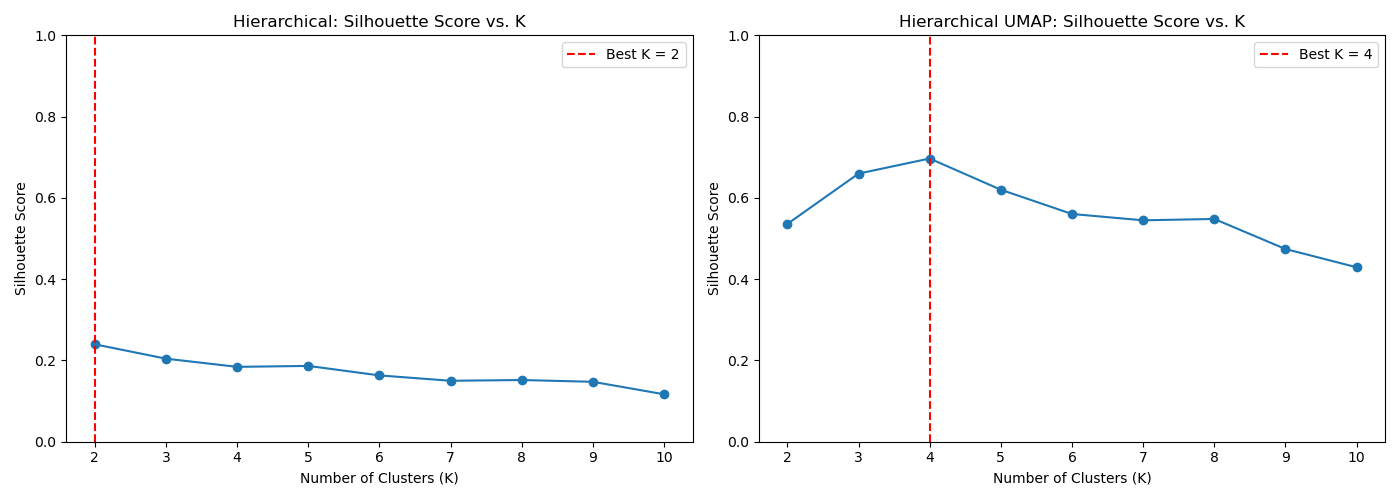 Hierarchical: Silhouette Score vs. K
Best K = 2
Silhouette Score
1.0
0.8
0.6
0.4
0.2
0.0
2 3 4 5 6 7 8 9 10
Number of Clusters (K)
Hierarchical UMAP: Silhouette Score vs. K
Best K = 4
Silhouette Score
1.0
0.8
0.6
0.4
0.2
0.0
2 3 4 5 6 7 8 9 10
Number of Clusters (K)